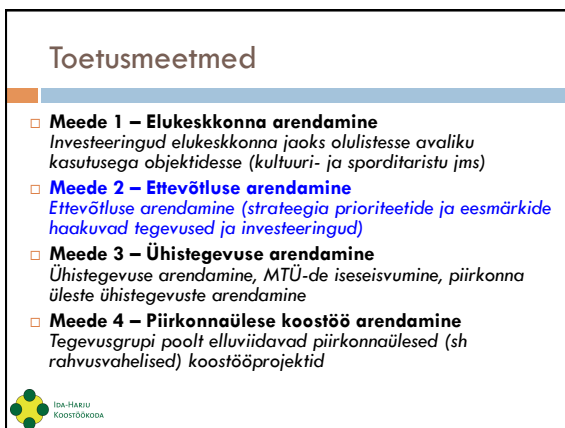 Toetusmeetmed
Meede 1 – Elukeskkonna arendamine
Investeeringud elukeskkonna jaoks olulistesse avaliku
kasutusega objektidesse (kultuuri- ja sporditaristu jms)
Meede 2 – Ettevõtluse arendamine
Ettevõtluse arendamine (strateegia prioriteetide ja eesmärkide
haakuvad tegevused ja investeeringud)
Meede 3 – Ühistegevuse arendamine
Ühistegevuse arendamine, MTÜ-de iseseisvumine, piirkonna
üleste ühistegevuste arendamine
Meede 4 – Piirkonnaülese koostöö arendamine
Tegevusgrupi poolt elluviidavad piirkonnaülesed (sh
rahvusvahelised) koostööprojektid
IDA-HARJU
KOOSTÖÖKODA